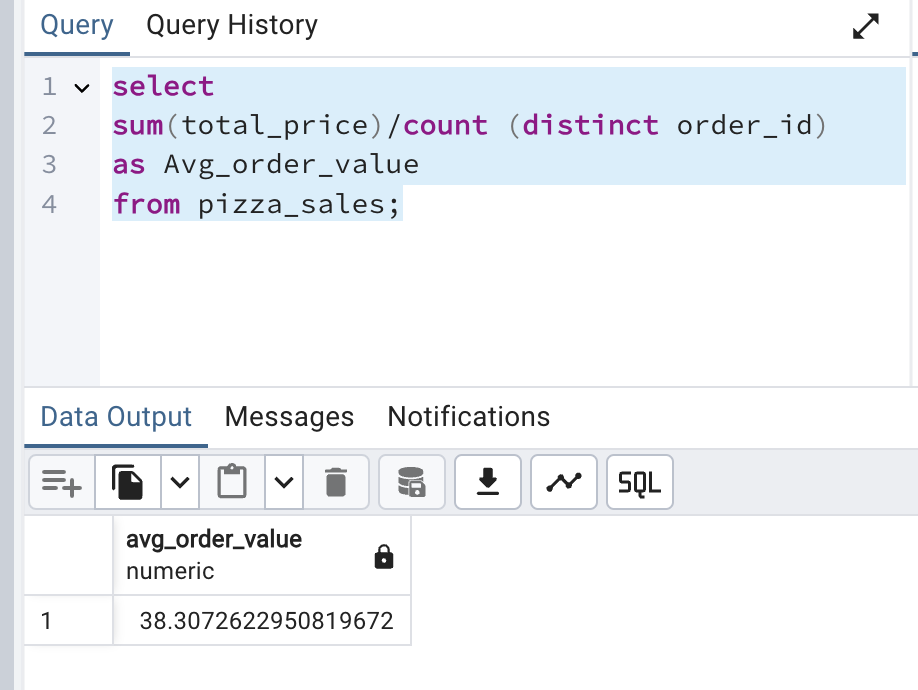 Query Query History
1 select
2 sum(total_price)/count (distinct order_id)
3 as Avg_order_value
4 from pizza_sales;
Data Output Messages Notifications
SQL
avg_order_value
numeric
1 38.3072622950819672